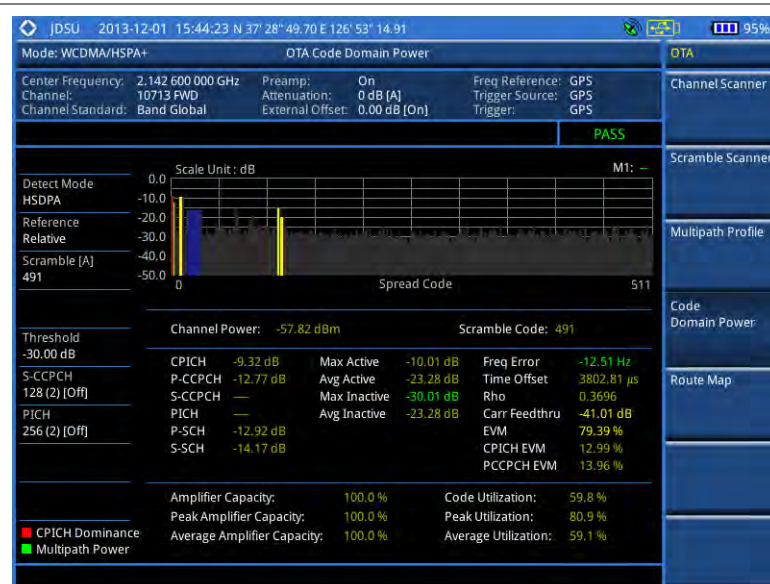 JDSU 2013-12-01 15:44:23 N 37' 28" 49.70 E 126' 53" 14.91 95%
Mode: WCDMA/HSPA+ OTA Code Domain Power OTA
Center Frequency: 2.142 600 000 GHz Preamp: On Freq Reference: GPS
Channel: 10713 FWD Attenuation: 0 dB [A] Trigger Source: GPS
Channel Standard: Band Global External Offset: 0.00 dB [On] Trigger: GPS
PASS
Channel Scanner
Scramble Scanner
Multipath Profile
Code
Domain Power
Route Map
Detect Mode
HSDPA
Reference
Relative
Scramble [A]
491
Threshold
-30.00 dB
S-CCPCH
128 (2) [Off]
PICH
256 (2) [Off]
CPICH Dominance
Multipath Power
Scale Unit : dB M1: --
0.0
-10.0
-20.0
-30.0
-40.0
-50.0
0 Spread Code 511
Channel Power: -57.82 dBm Scramble Code: 491
CPICH -9.32 dB Max Active -10.01 dB Freq Error -12.51 Hz
P-CCPCH -12.77 dB Avg Active -23.28 dB Time Offset 3802.81 µs
S-CCPCH — Max Inactive -30.01 dB Rho 0.3696
PICH — Avg Inactive -23.28 dB Carr Feedthru -41.01 dB
P-SCH -12.92 dB EVM 79.39 %
S-SCH -14.17 dB CPICH EVM 12.99 %
PCCPCH EVM 13.96 %
Amplifier Capacity: 100.0 % Code Utilization: 59.8 %
Peak Amplifier Capacity: 100.0 % Peak Utilization: 80.9 %
Average Amplifier Capacity: 100.0 % Average Utilization: 59.1 %